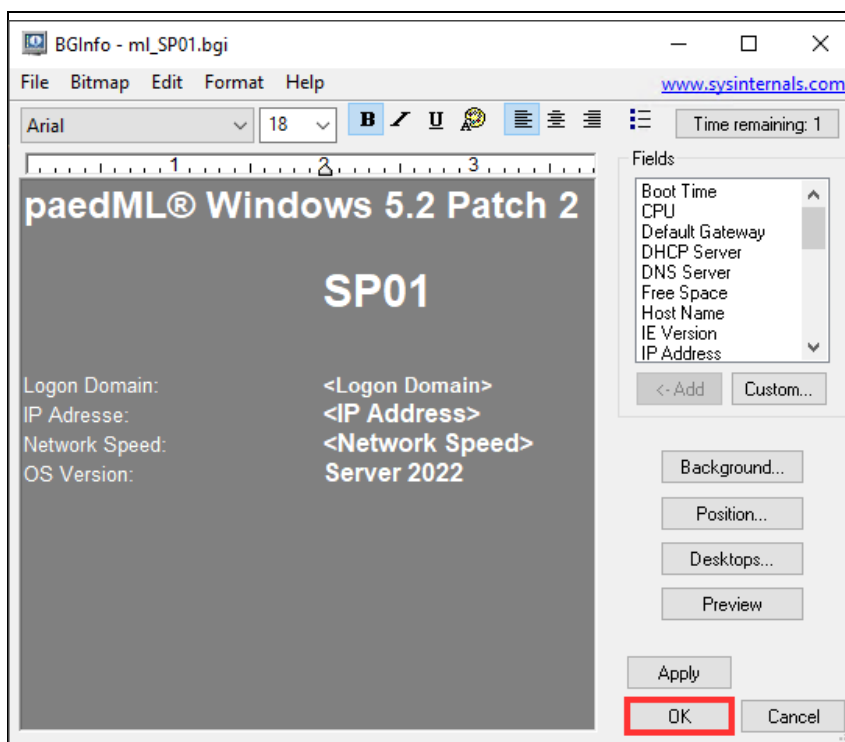 BGInfo - ml_SP01.bgi
File Bitmap Edit Format Help www.sysinternals.com
Arial 18 B I U Time remaining: 1
1 2 3
Fields
paedML® Windows 5.2 Patch 2
SP01
Logon Domain: <Logon Domain>
IP Adresse: <IP Address>
Network Speed: <Network Speed>
OS Version: Server 2022
Boot Time
CPU
Default Gateway
DHCP Server
DNS Server
Free Space
Host Name
IE Version
IP Address
<- Add Custom...
Background...
Position...
Desktops...
Preview
Apply
OK Cancel